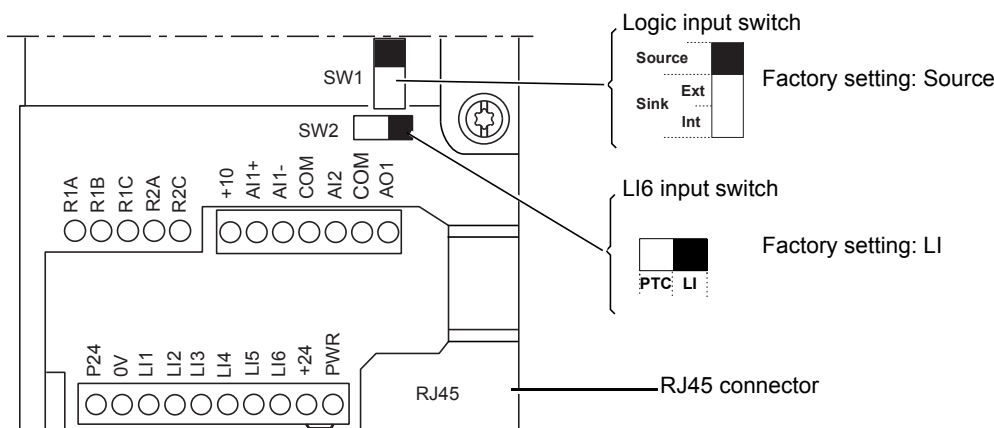 Logic input switch
SW1
Source
Sink
Ext
Int
Factory setting: Source
SW2
LI6 input switch
PTC LI
Factory setting: LI
R1A R1B R1C R2A R2C
+10 AI1+ AI1- COM AI2 COM AO1
P24 0V LI1 LI2 LI3 LI4 LI5 LI6 +24 PWR
RJ45
RJ45 connector